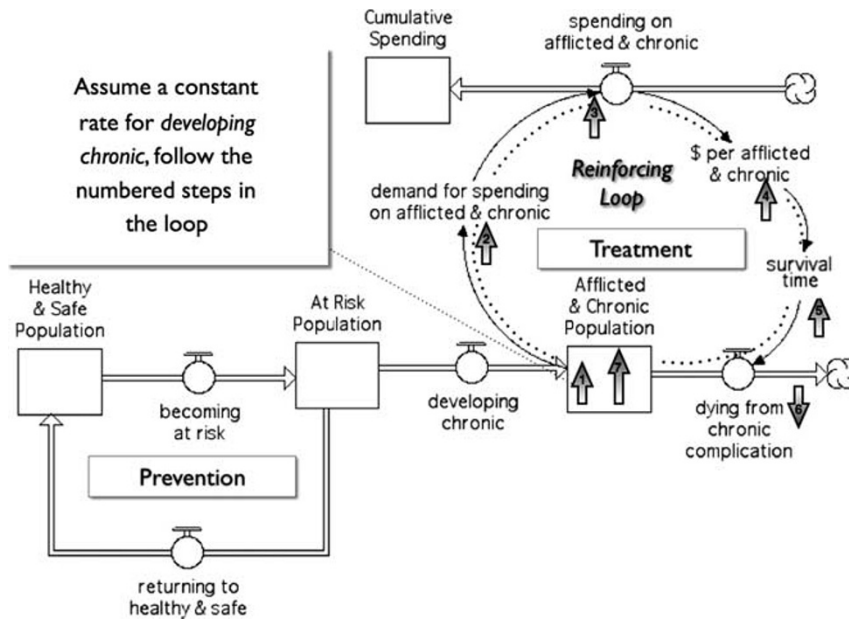 Assume a constant
rate for developing
chronic, follow the
numbered steps in
the loop
Cumulative
Spending
spending on
afflicted & chronic
3
Reinforcing
Loop
$ per afflicted
& chronic
4
demand for spending
on afflicted & chronic
2
Treatment
survival
time
5
Healthy
& Safe
Population
At Risk
Population
Afflicted
& Chronic
Population
1
7
becoming
at risk
developing
chronic
dying from
chronic
complication
6
Prevention
returning to
healthy & safe